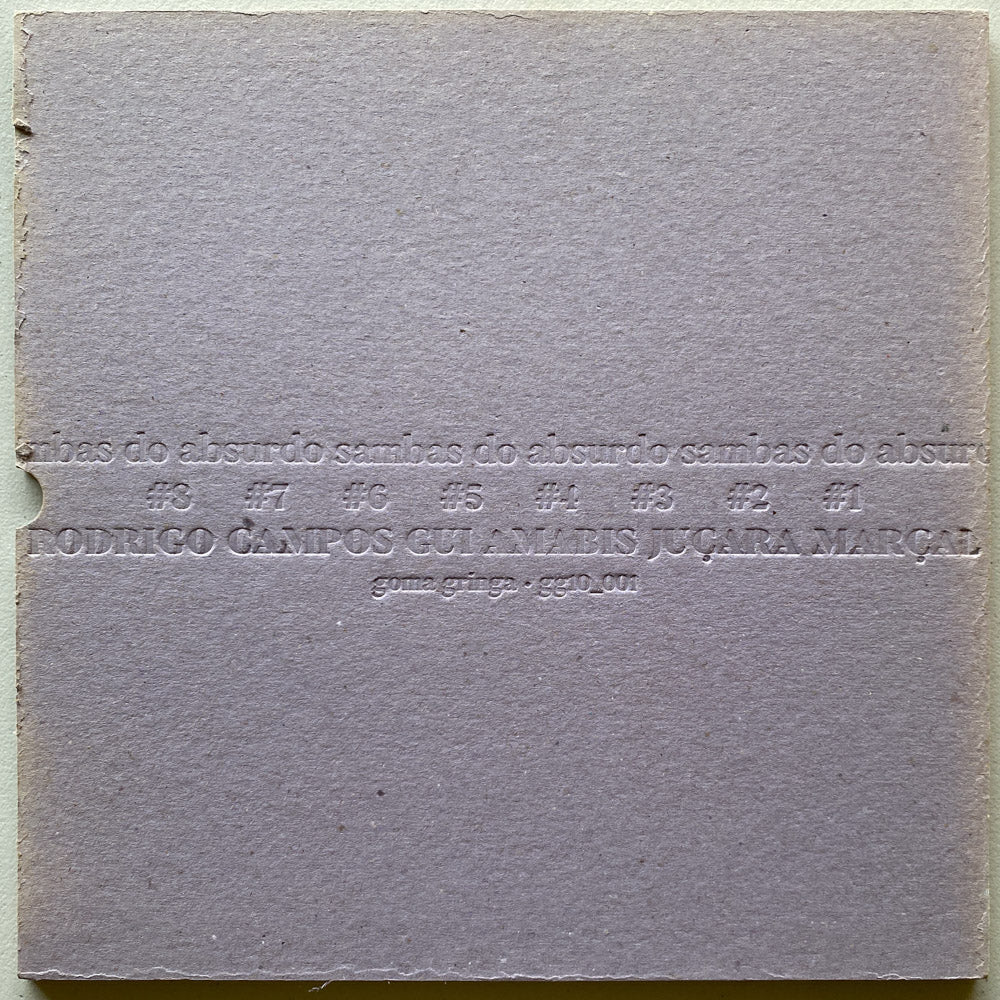 mbas do absurdo sambas do absurdo sambas do absurd
#8 #7 #6 #5 #4 #3 #2 #1
RODRIGO CAMPOS GUI AMABIS JUÇARA MARÇAL
goma gringa • gg10_001